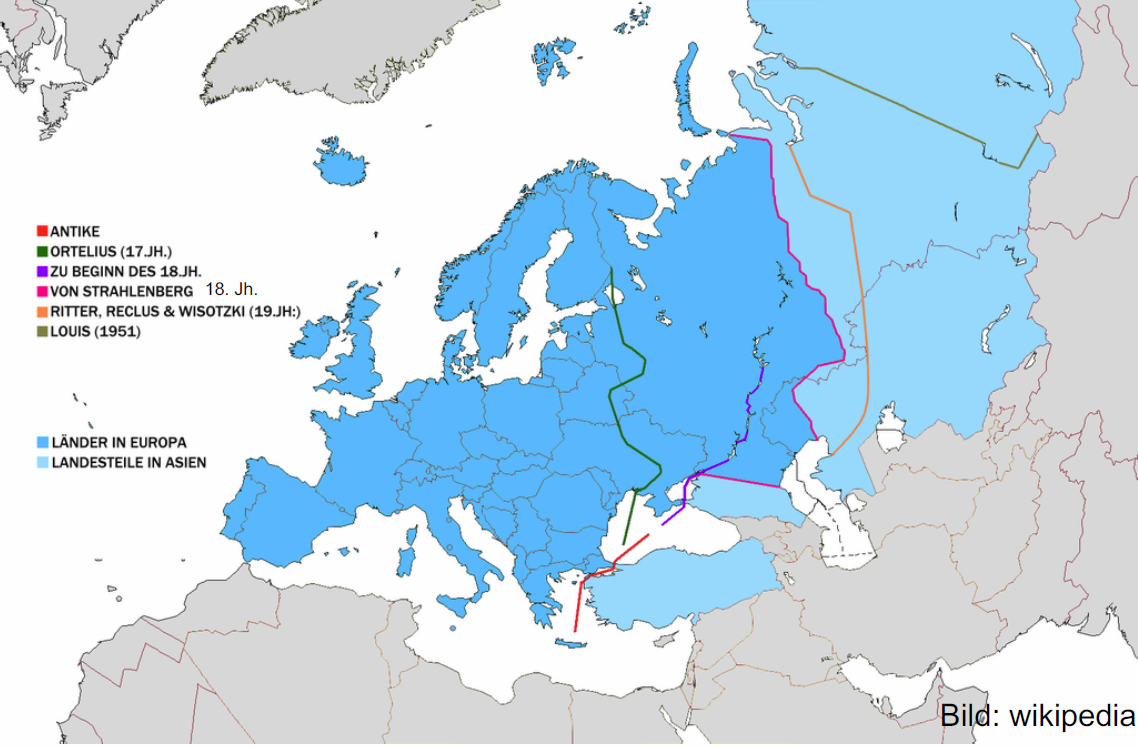 ANTIKE
ORTELIUS (17.JH.)
ZU BEGINN DES 18.JH.
VON STRAHLENBERG 18. Jh.
RITTER, RECLUS & WISOTZKI (19.JH:)
LOUIS (1951)
LÄNDER IN EUROPA
LANDESTEILE IN ASIEN
Bild: wikipedia